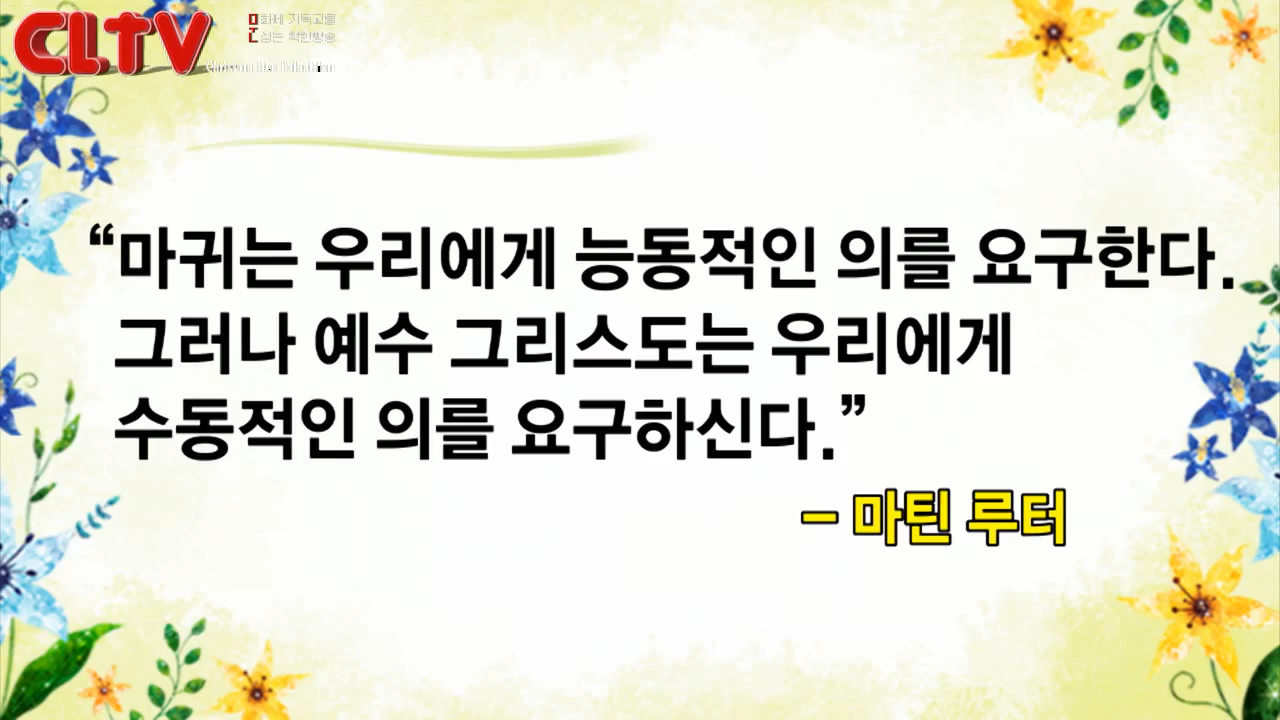 CLTV
"마귀는 우리에게 능동적인 의를 요구한다.
그러나 예수 그리스도는 우리에게
수동적인 의를 요구하신다."
– 마틴 루터